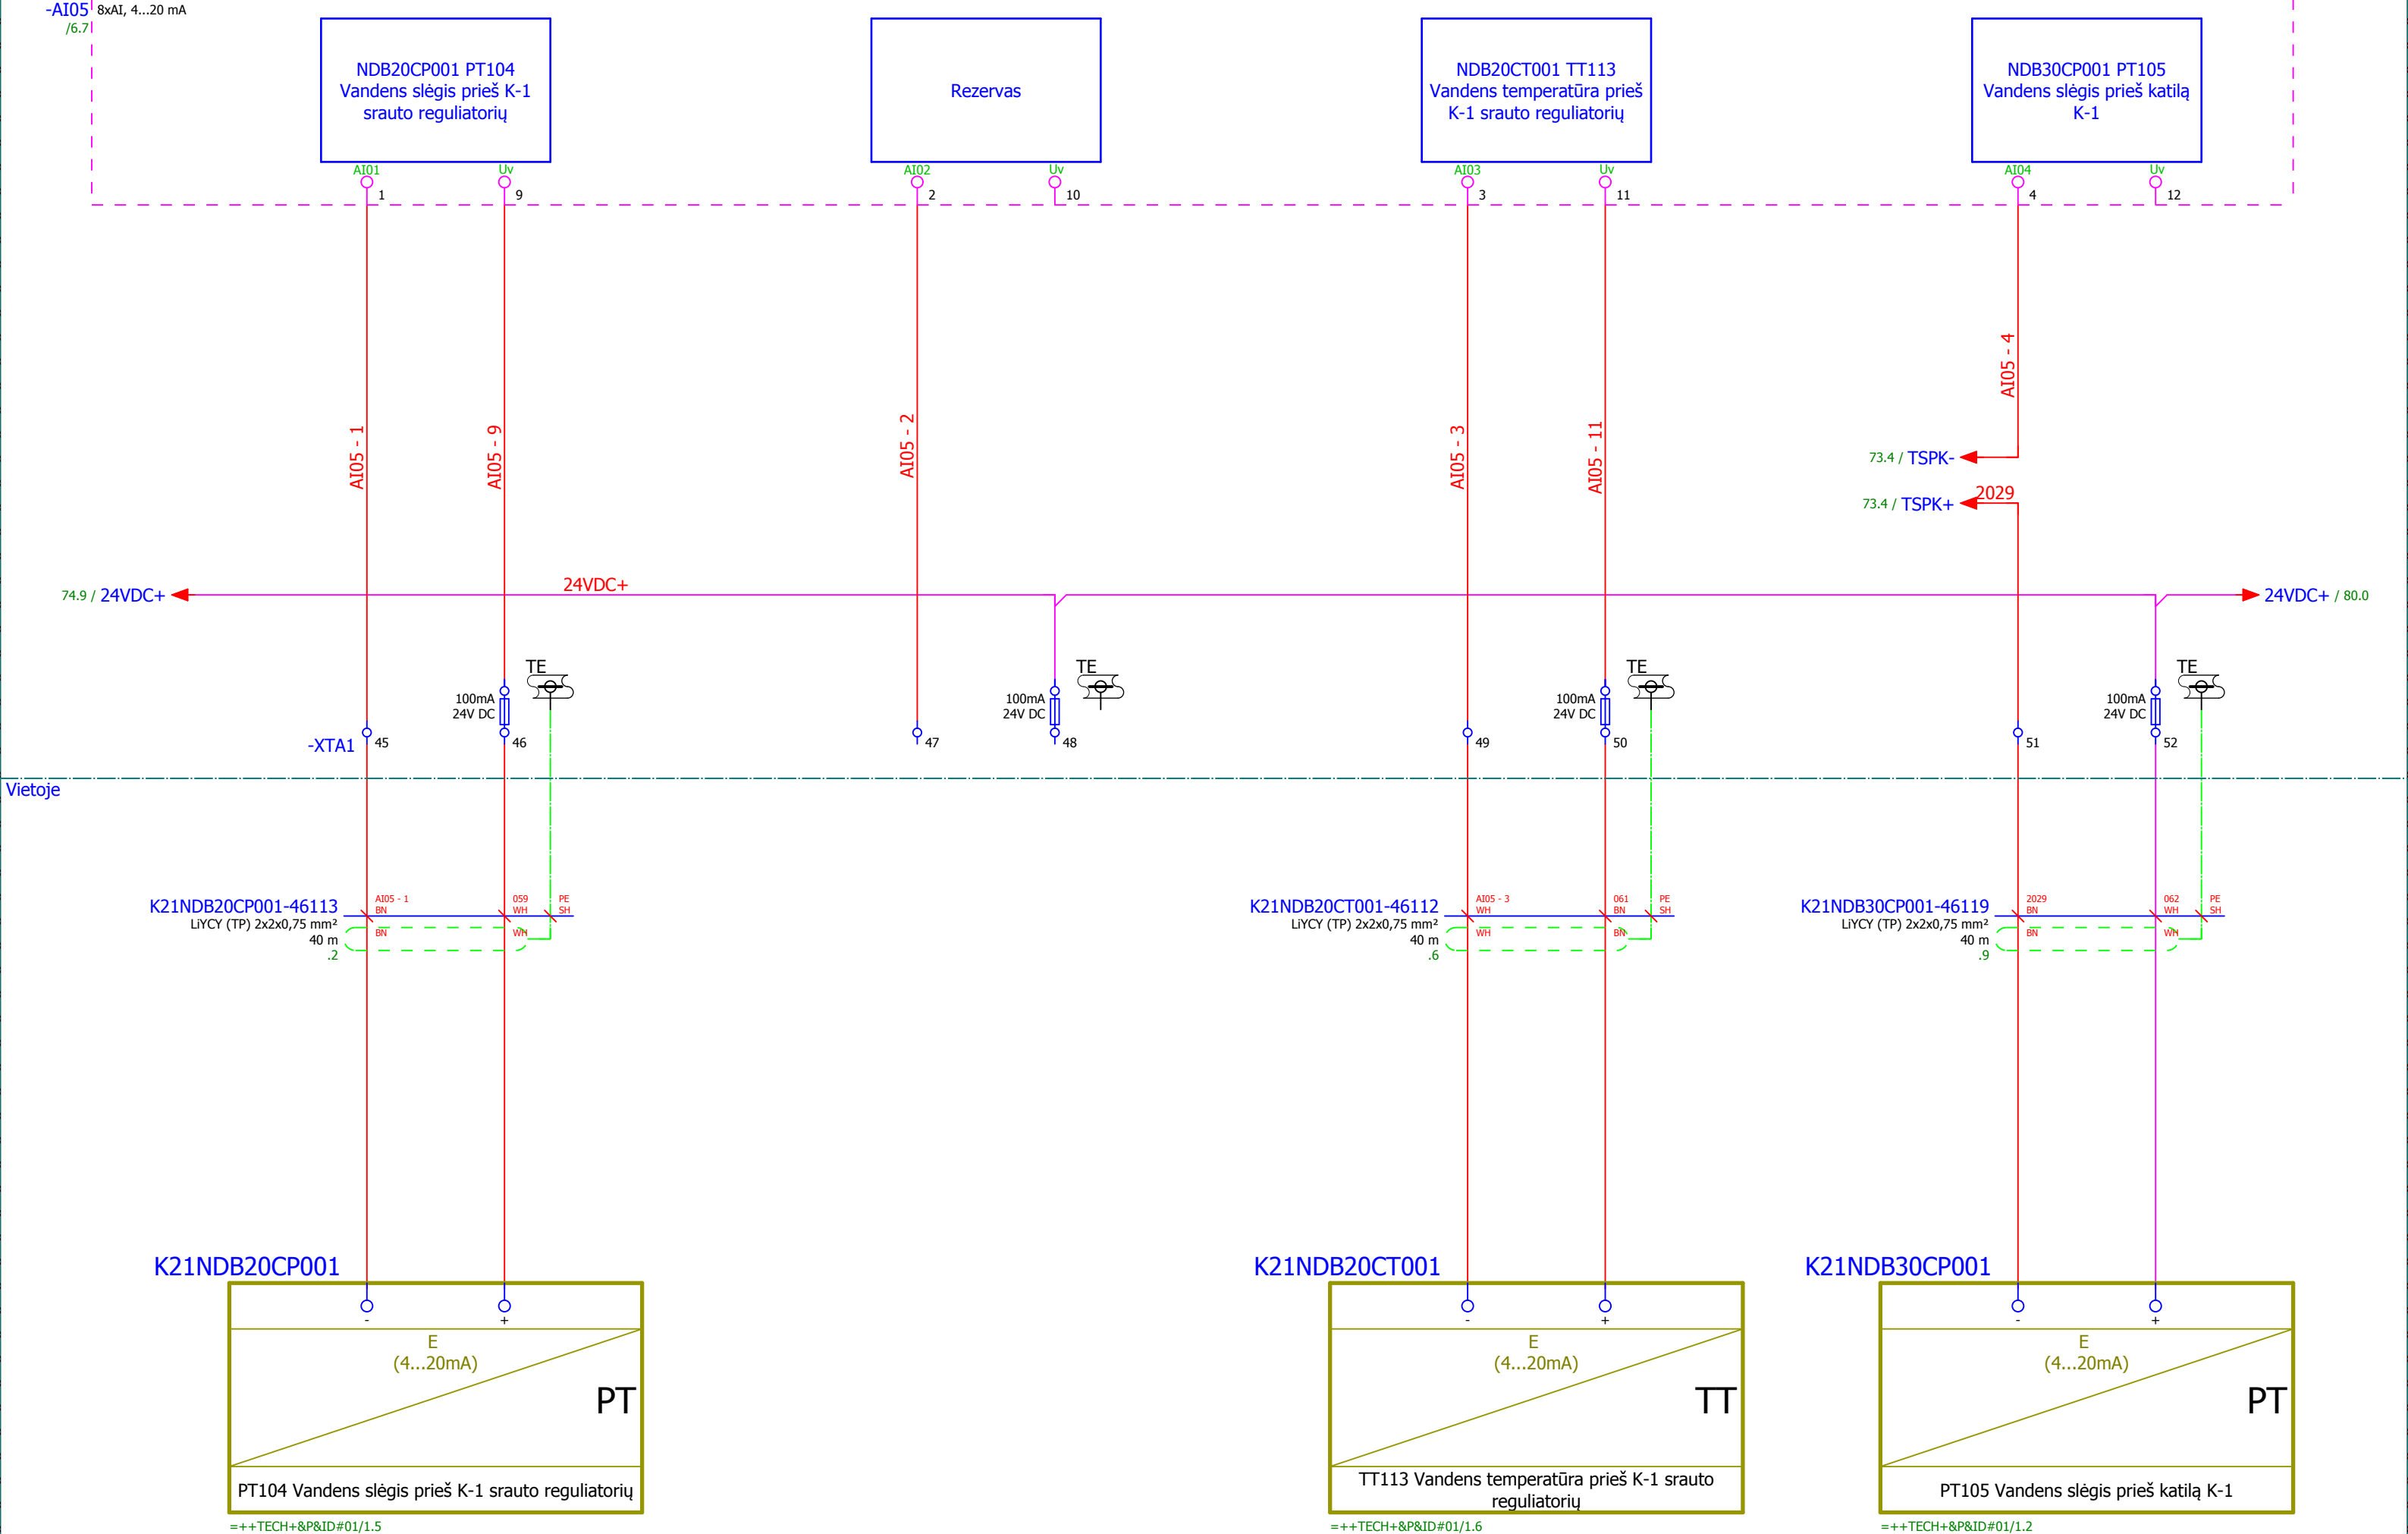 -AI05 8xAI, 4...20 mA
/6.7
NDB20CP001 PT104
Vandens slėgis prieš K-1
srauto reguliatorių
Rezervas
NDB20CT001 TT113
Vandens temperatūra prieš
K-1 srauto reguliatorių
NDB30CP001 PT105
Vandens slėgis prieš katilą
K-1
AI01 Uv AI02 Uv AI03 Uv AI04 Uv
1 9 2 10 3 11 4 12
AI05 - 1
AI05 - 9
AI05 - 2
AI05 - 3
AI05 - 11
AI05 - 4
73.4 / TSPK-
2029
73.4 / TSPK+
24VDC+
74.9 / 24VDC+
24VDC+ / 80.0
TE TE TE TE
100mA 100mA 100mA 100mA
24V DC 24V DC 24V DC 24V DC
-XTA1 45 46 47 48 49 50 51 52
Vietoje
K21NDB20CP001-46113
LiYCY (TP) 2x2x0,75 mm²
40 m
.2
AI05 - 1 059 PE
BN WH SH
BN WH
K21NDB20CT001-46112
LiYCY (TP) 2x2x0,75 mm²
40 m
.6
AI05 - 3 061 PE
WH BN SH
WH BN
K21NDB30CP001-46119
LiYCY (TP) 2x2x0,75 mm²
40 m
.9
2029 062 PE
BN WH SH
BN WH
K21NDB20CP001
- +
E
(4...20mA)
PT
PT104 Vandens slėgis prieš K-1 srauto reguliatorių
=++TECH+&P&ID#01/1.5
K21NDB20CT001
- +
E
(4...20mA)
TT
TT113 Vandens temperatūra prieš K-1 srauto
reguliatorių
=++TECH+&P&ID#01/1.6
K21NDB30CP001
- +
E
(4...20mA)
PT
PT105 Vandens slėgis prieš katilą K-1
=++TECH+&P&ID#01/1.2